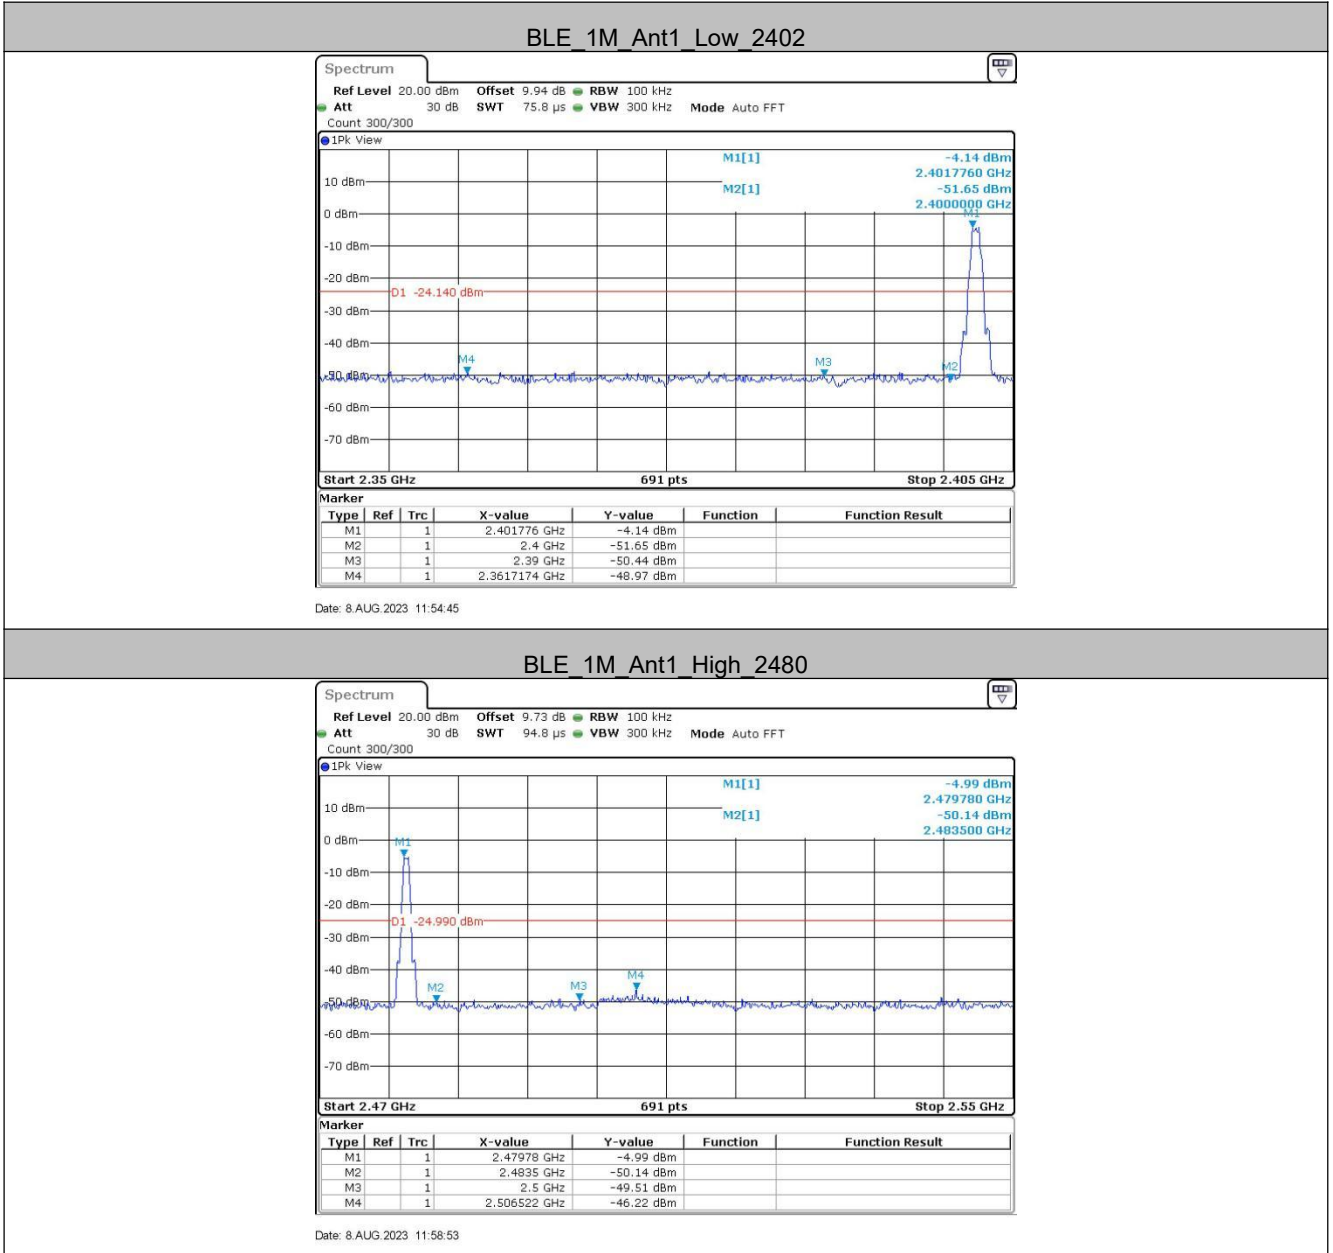 BLE_1M_Ant1_Low_2402
Spectrum
Ref Level 20.00 dBm Offset 9.94 dB RBW 100 kHz
Att 30 dB SWT 75.8 µs VBW 300 kHz Mode Auto FFT
Count 300/300
1Pk View
M1[1] -4.14 dBm
2.4017760 GHz
10 dBm
M2[1] -51.65 dBm
2.4000000 GHz
M1
0 dBm
-10 dBm
-20 dBm
D1 -24.140 dBm
-30 dBm
-40 dBm
M4
M3
M2
-50 dBm
-60 dBm
-70 dBm
Start 2.35 GHz 691 pts Stop 2.405 GHz
Marker
Type Ref Trc X-value Y-value Function Function Result
M1 1 2.401776 GHz -4.14 dBm
M2 1 2.4 GHz -51.65 dBm
M3 1 2.39 GHz -50.44 dBm
M4 1 2.3617174 GHz -48.97 dBm
Date: 8.AUG.2023 11:54:45
BLE_1M_Ant1_High_2480
Spectrum
Ref Level 20.00 dBm Offset 9.73 dB RBW 100 kHz
Att 30 dB SWT 94.8 µs VBW 300 kHz Mode Auto FFT
Count 300/300
1Pk View
M1[1] -4.99 dBm
2.479780 GHz
10 dBm
M2[1] -50.14 dBm
2.483500 GHz
0 dBm
M1
-10 dBm
-20 dBm
D1 -24.990 dBm
-30 dBm
-40 dBm
M4
M3
M2
-50 dBm
-60 dBm
-70 dBm
Start 2.47 GHz 691 pts Stop 2.55 GHz
Marker
Type Ref Trc X-value Y-value Function Function Result
M1 1 2.47978 GHz -4.99 dBm
M2 1 2.4835 GHz -50.14 dBm
M3 1 2.5 GHz -49.51 dBm
M4 1 2.506522 GHz -46.22 dBm
Date: 8.AUG.2023 11:58:53